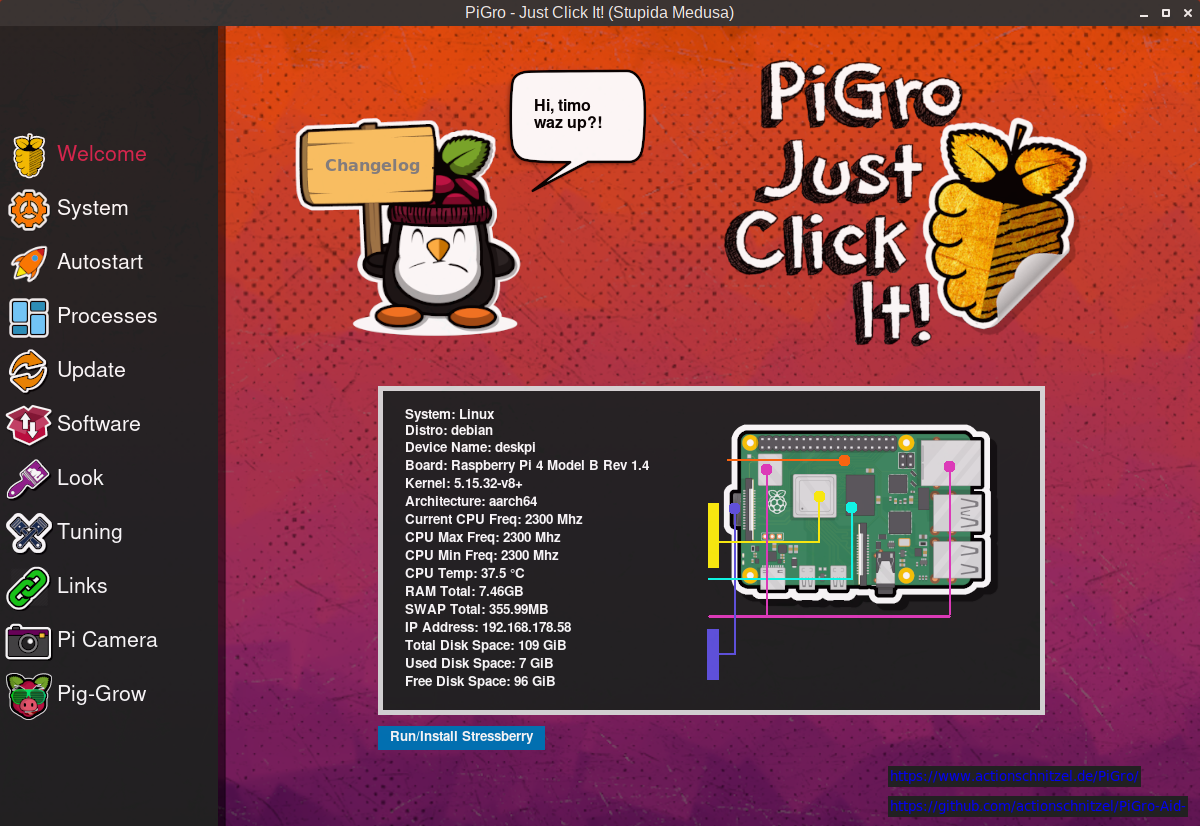 PiGro - Just Click It! (Stupida Medusa)
Welcome
System
Autostart
Processes
Update
Software
Look
Tuning
Links
Pi Camera
Pig-Grow
Changelog
Hi, timo
waz up?!
PiGro
Just
Click
It!
System: Linux
Distro: debian
Device Name: deskpi
Board: Raspberry Pi 4 Model B Rev 1.4
Kernel: 5.15.32-v8+
Architecture: aarch64
Current CPU Freq: 2300 Mhz
CPU Max Freq: 2300 Mhz
CPU Min Freq: 2300 Mhz
CPU Temp: 37.5 °C
RAM Total: 7.46GB
SWAP Total: 355.99MB
IP Address: 192.168.178.58
Total Disk Space: 109 GiB
Used Disk Space: 7 GiB
Free Disk Space: 96 GiB
Run/Install Stressberry
https://www.actionschnitzel.de/PiGro/
https://github.com/actionschnitzel/PiGro-Aid-